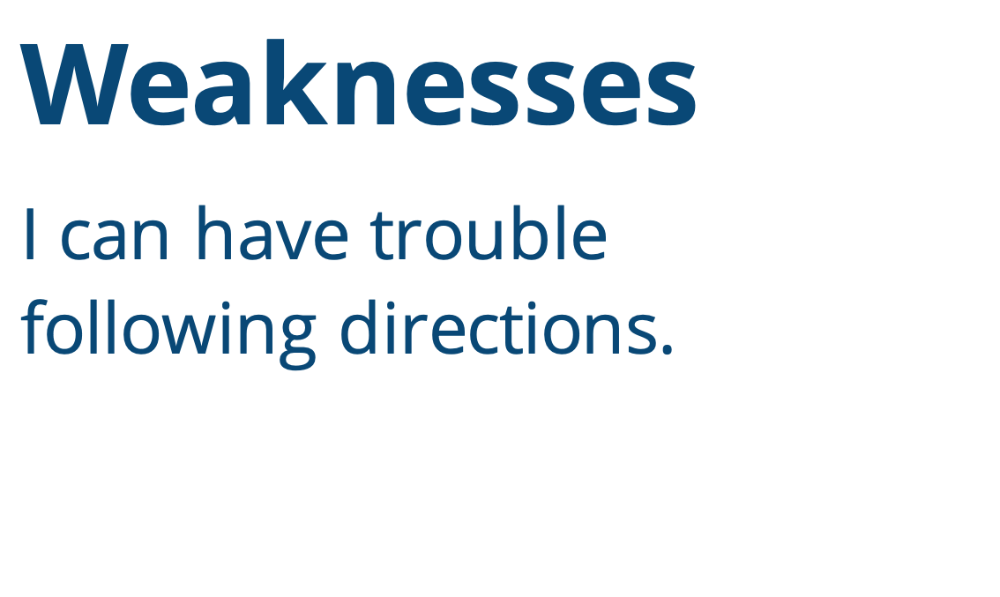 Weaknesses
I can have trouble
following directions.